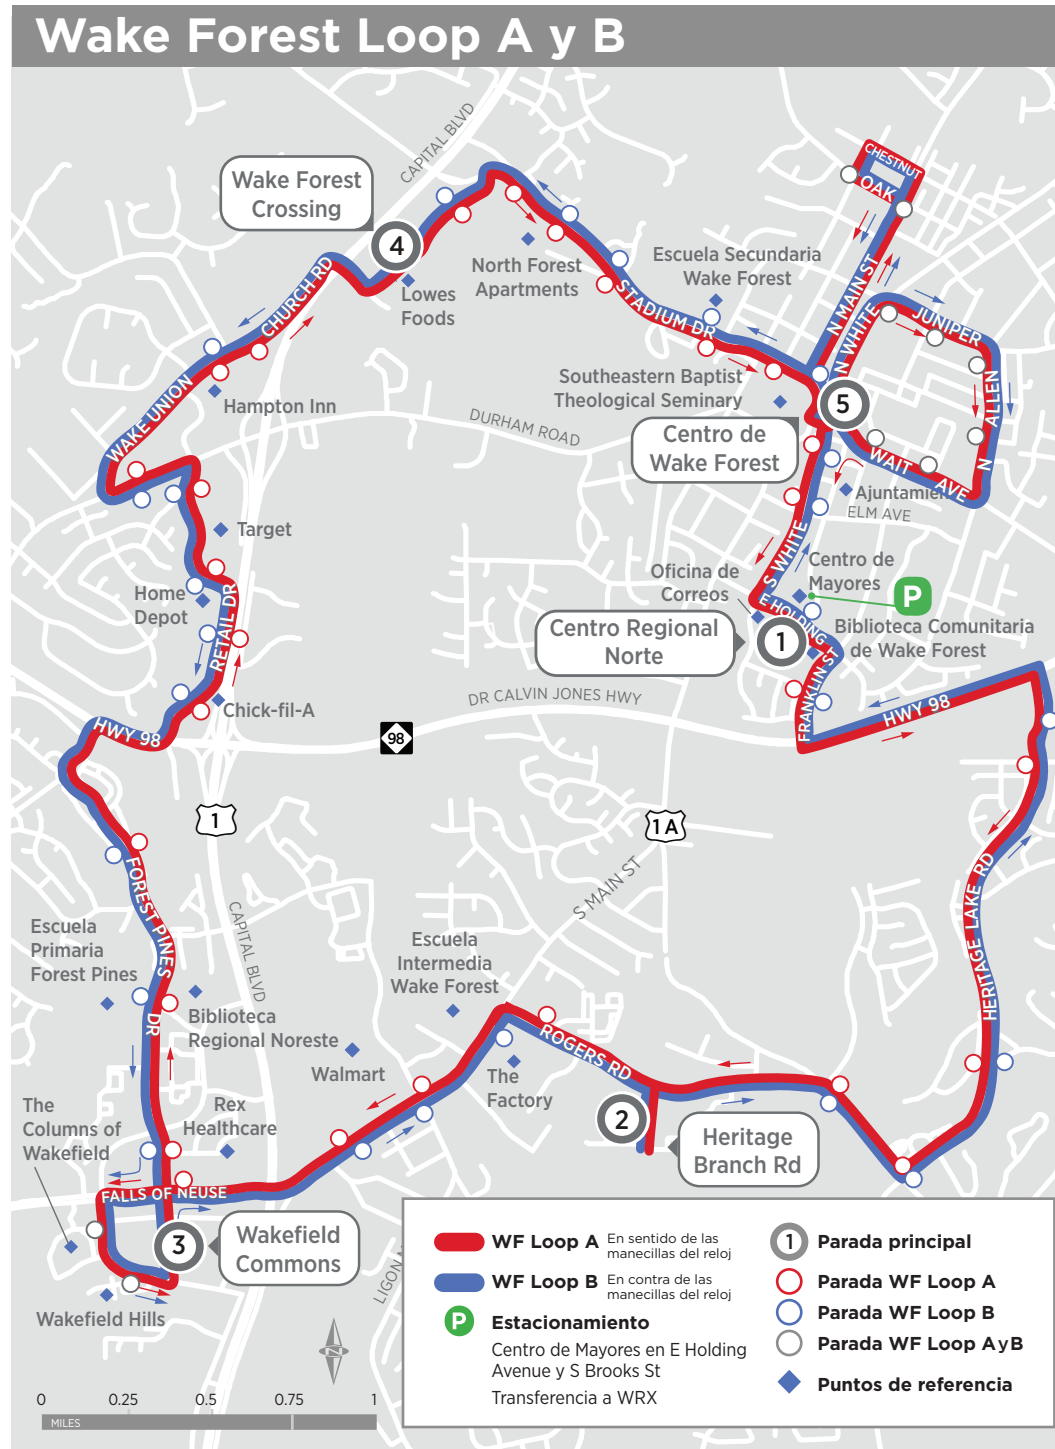 Wake Forest Loop A y B
CAPITAL BLVD
Wake Forest
Crossing
4
CHESTNUT
OAK
North Forest
Apartments
Escuela Secundaria
Wake Forest
Lowes
Foods
CHURCH RD
STADIUM DR
N MAIN ST
N WHITE
JUNIPER
N ALLEN
WAKE UNION
Hampton Inn
Southeastern Baptist
Theological Seminary
5
DURHAM ROAD
Centro de
Wake Forest
WAIT AVE
Ajuntamien
ELM AVE
Target
S WHITE
Home
Depot
Oficina de
Correos
Centro de
Mayores
P
E HOLDING
RETAIL DR
Centro Regional
Norte
1
Biblioteca Comunitaria
de Wake Forest
FRANKLIN ST
Chick-fil-A
DR CALVIN JONES HWY
HWY 98
HWY 98
98
1
1A
FOREST PINES DR
S MAIN ST
HERITAGE LAKE RD
CAPITAL BLVD
Escuela
Primaria
Forest Pines
Escuela
Intermedia
Wake Forest
Biblioteca
Regional Noreste
ROGERS RD
Walmart
The
Factory
The
Columns of
Wakefield
Rex
Healthcare
2
Heritage
Branch Rd
FALLS OF NEUSE
3
Wakefield
Commons
LIGON
Wakefield Hills
N
0 0.25 0.5 0.75 1
MILES
WF Loop A En sentido de las
manecillas del reloj
WF Loop B En contra de las
manecillas del reloj
P Estacionamiento
Centro de Mayores en E Holding
Avenue y S Brooks St
Transferencia a WRX
1 Parada principal
Parada WF Loop A
Parada WF Loop B
Parada WF Loop A y B
Puntos de referencia